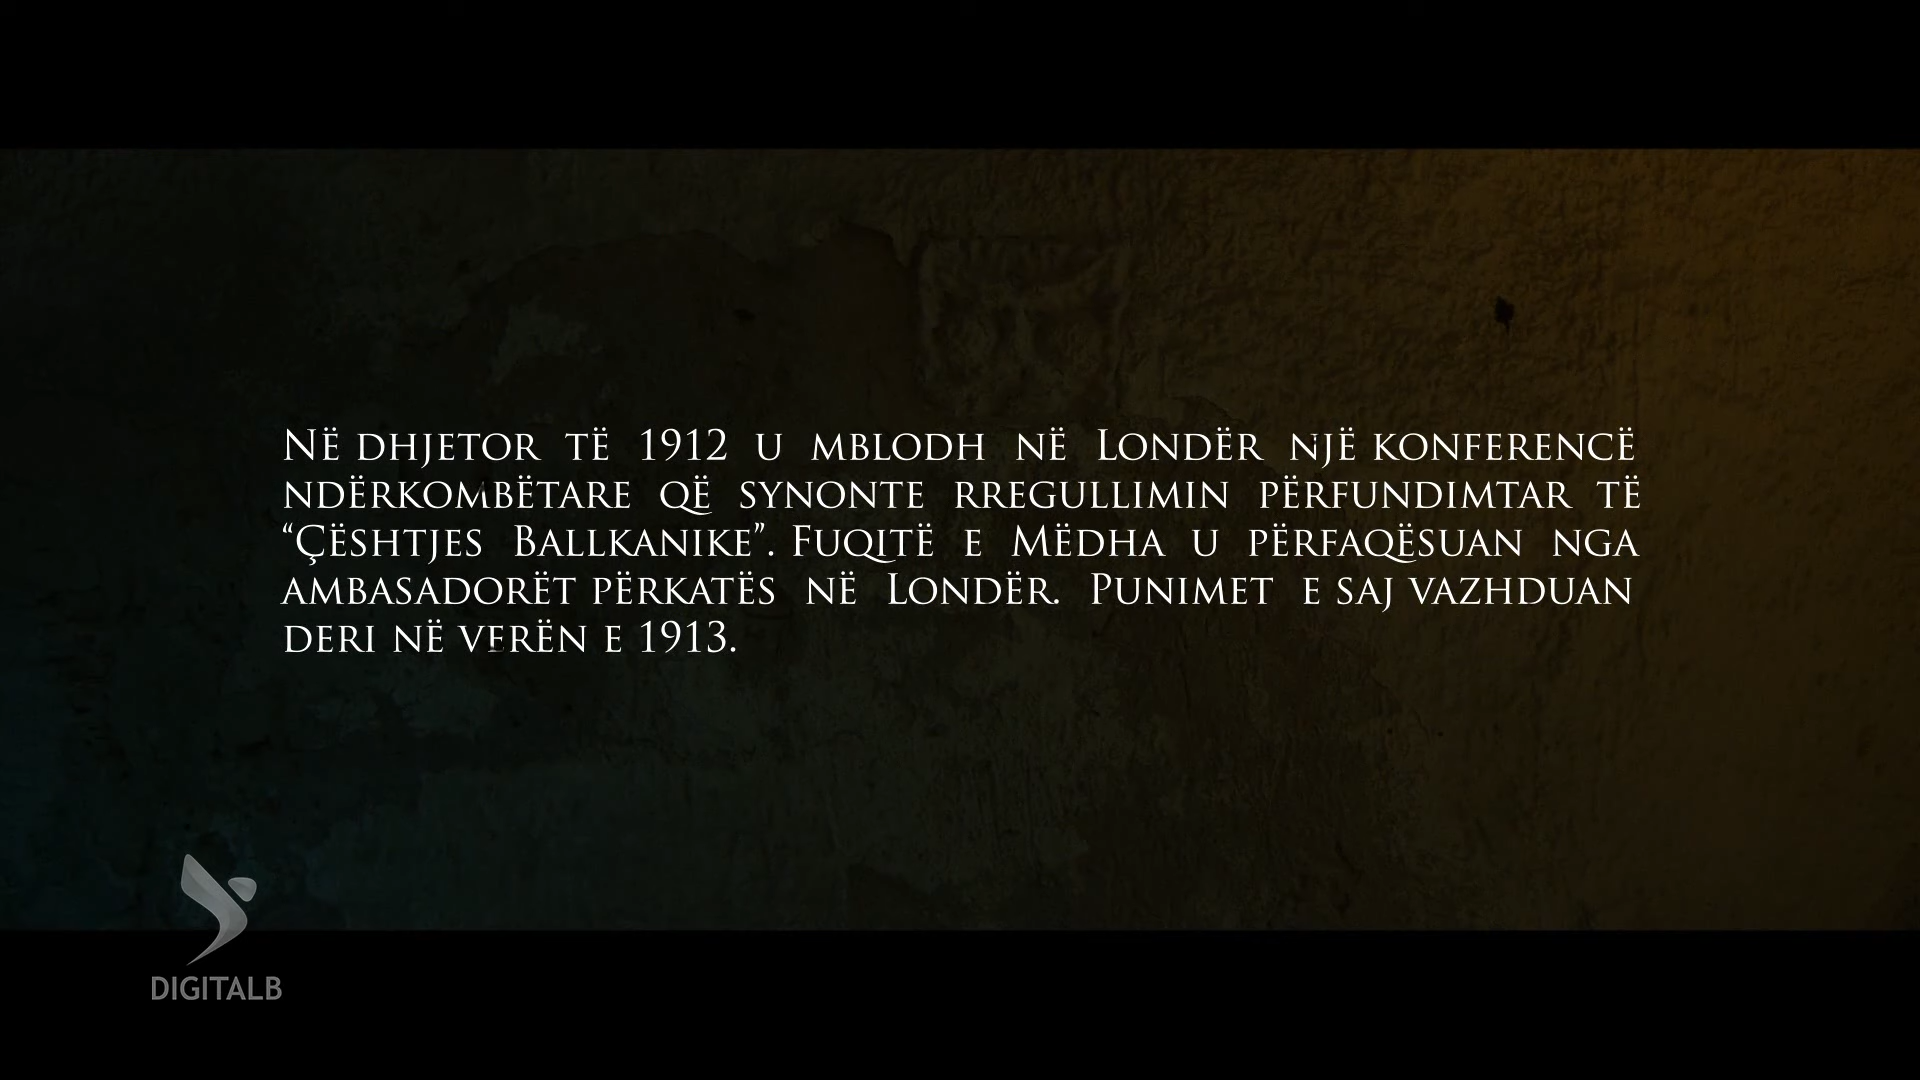 Në dhjetor të 1912 u mblodh në Londër një konferencë
ndërkombëtare që synonte rregullimin përfundimtar të
“Çështjes Ballkanike”. Fuqitë e Mëdha u përfaqësuan nga
ambasadorët përkatës në Londër. Punimet e saj vazhduan
deri në verën e 1913.
DIGITALB